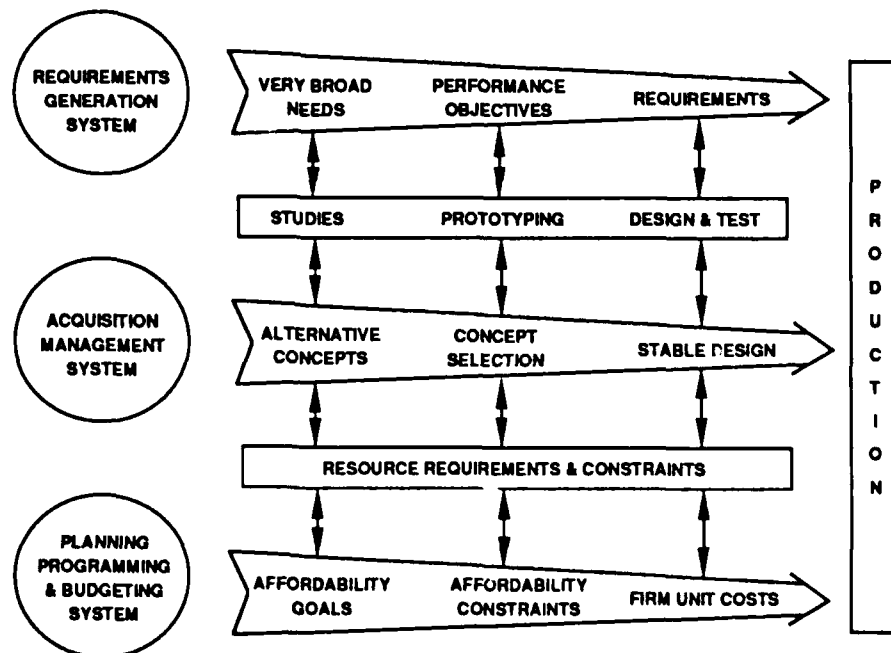 REQUIREMENTS
GENERATION
SYSTEM
VERY BROAD
NEEDS
PERFORMANCE
OBJECTIVES
REQUIREMENTS
STUDIES
PROTOTYPING
DESIGN & TEST
ACQUISITION
MANAGEMENT
SYSTEM
ALTERNATIVE
CONCEPTS
CONCEPT
SELECTION
STABLE DESIGN
RESOURCE REQUIREMENTS & CONSTRAINTS
PLANNING
PROGRAMMING
& BUDGETING
SYSTEM
AFFORDABILITY
GOALS
AFFORDABILITY
CONSTRAINTS
FIRM UNIT COSTS
PRODUCTION